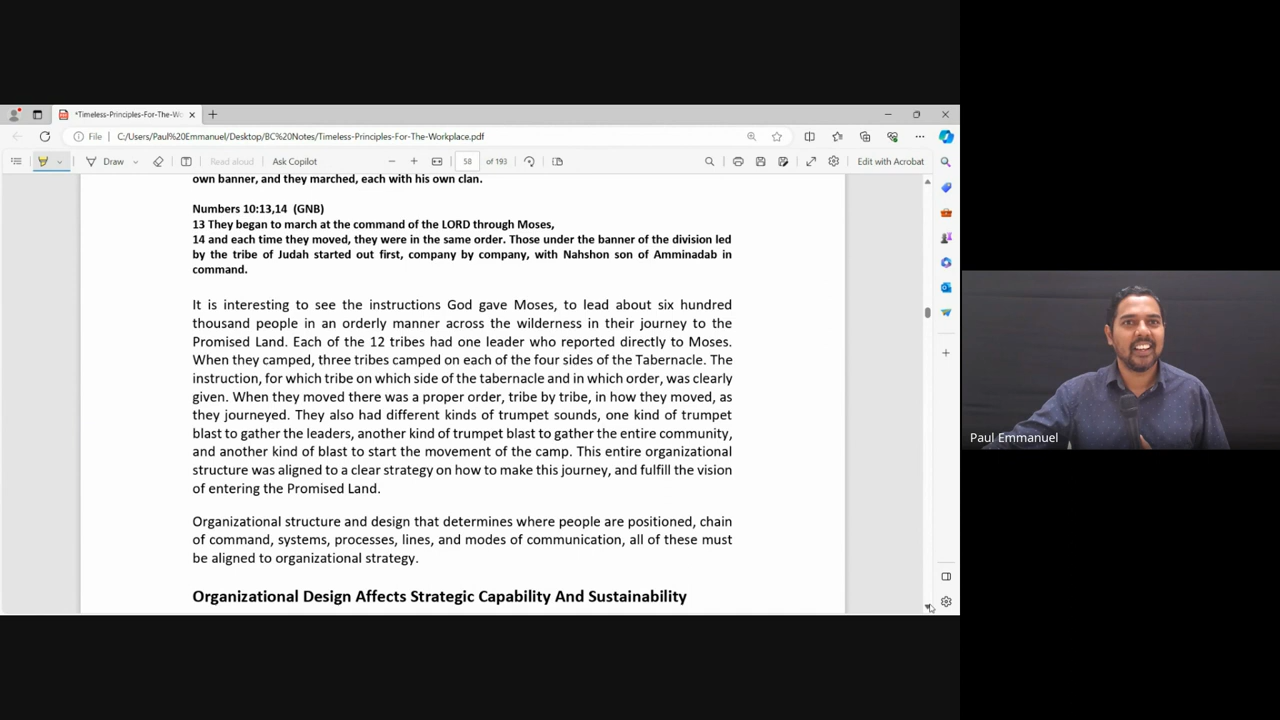 *Timeless-Principles-For-The-Wo
File
C:/Users/Paul%20Emmanuel/Desktop/BC%20Notes/Timeless-Principles-For-The-Workplace.pdf
Draw
Read aloud
Ask Copilot
58
of 193
Edit with Acrobat
own banner, and they marched, each with his own clan.
Numbers 10:13,14 (GNB)
13 They began to march at the command of the LORD through Moses,
14 and each time they moved, they were in the same order. Those under the banner of the division led
by the tribe of Judah started out first, company by company, with Nahshon son of Amminadab in
command.
It is interesting to see the instructions God gave Moses, to lead about six hundred
thousand people in an orderly manner across the wilderness in their journey to the
Promised Land. Each of the 12 tribes had one leader who reported directly to Moses.
When they camped, three tribes camped on each of the four sides of the Tabernacle. The
instruction, for which tribe on which side of the tabernacle and in which order, was clearly
given. When they moved there was a proper order, tribe by tribe, in how they moved, as
they journeyed. They also had different kinds of trumpet sounds, one kind of trumpet
blast to gather the leaders, another kind of trumpet blast to gather the entire community,
and another kind of blast to start the movement of the camp. This entire organizational
structure was aligned to a clear strategy on how to make this journey, and fulfill the vision
of entering the Promised Land.
Organizational structure and design that determines where people are positioned, chain
of command, systems, processes, lines, and modes of communication, all of these must
be aligned to organizational strategy.
Organizational Design Affects Strategic Capability And Sustainability
Paul Emmanuel